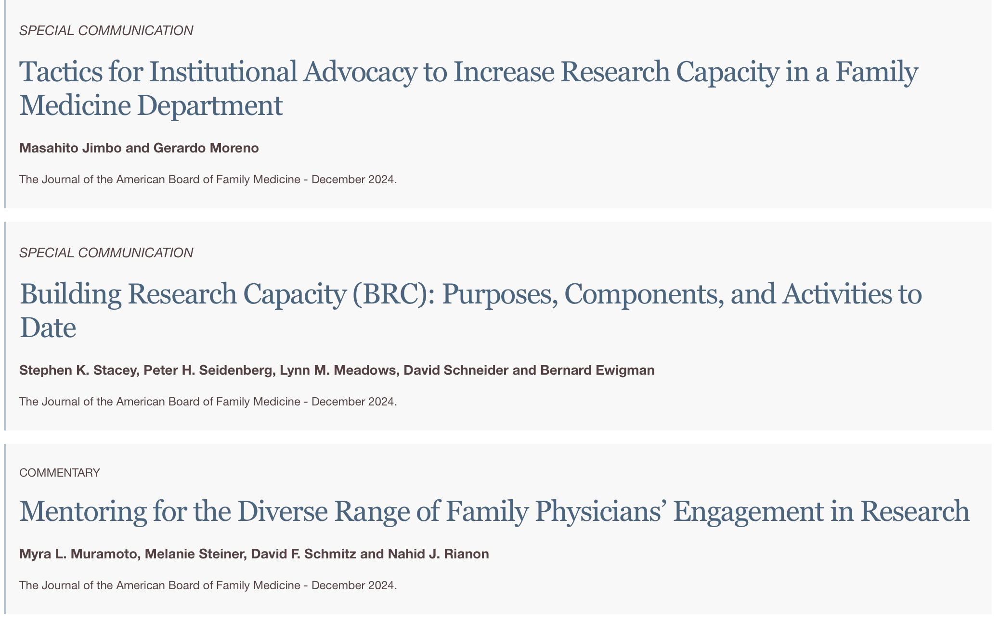 SPECIAL COMMUNICATION
Tactics for Institutional Advocacy to Increase Research Capacity in a Family
Medicine Department
Masahito Jimbo and Gerardo Moreno
The Journal of the American Board of Family Medicine - December 2024.
SPECIAL COMMUNICATION
Building Research Capacity (BRC): Purposes, Components, and Activities to
Date
Stephen K. Stacey, Peter H. Seidenberg, Lynn M. Meadows, David Schneider and Bernard Ewigman
The Journal of the American Board of Family Medicine - December 2024.
COMMENTARY
Mentoring for the Diverse Range of Family Physicians’ Engagement in Research
Myra L. Muramoto, Melanie Steiner, David F. Schmitz and Nahid J. Rianon
The Journal of the American Board of Family Medicine - December 2024.